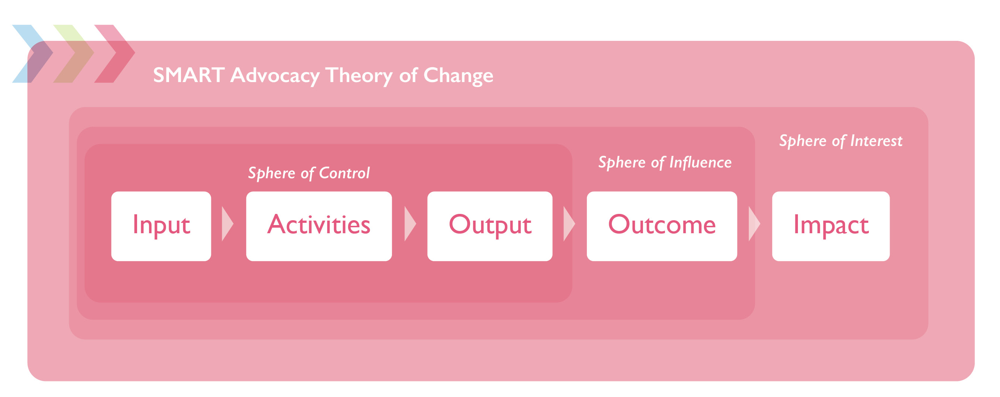 SMART Advocacy Theory of Change
Sphere of Interest
Sphere of Influence
Sphere of Control
Input
Activities
Output
Outcome
Impact